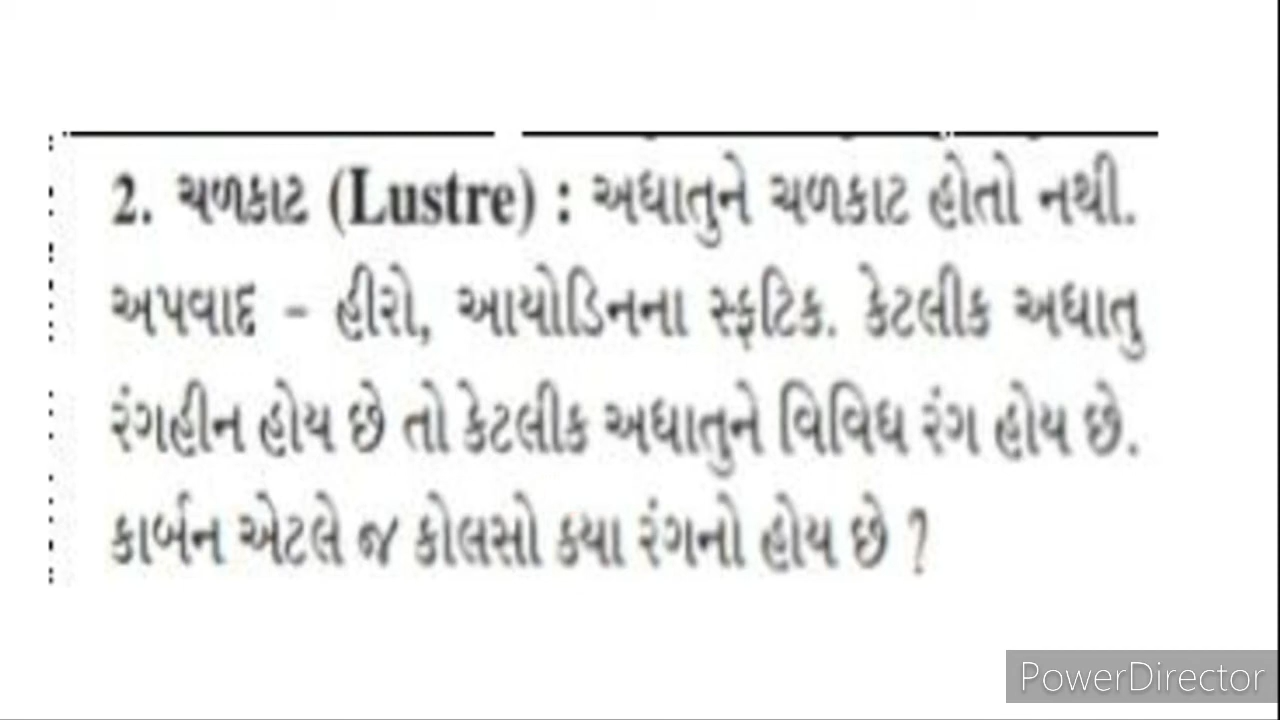 2. ચળકાટ (Lustre) : અધાતુને ચળકાટ હોતો નથી.
અપવાદ - હીરો, આયોડિનના સ્ફટિક. કેટલીક અધાતુ
રંગહીન હોય છે તો કેટલીક અધાતુને વિવિધ રંગ હોય છે.
કાર્બન એટલે જ કોલસો કયા રંગનો હોય છે ?
PowerDirector